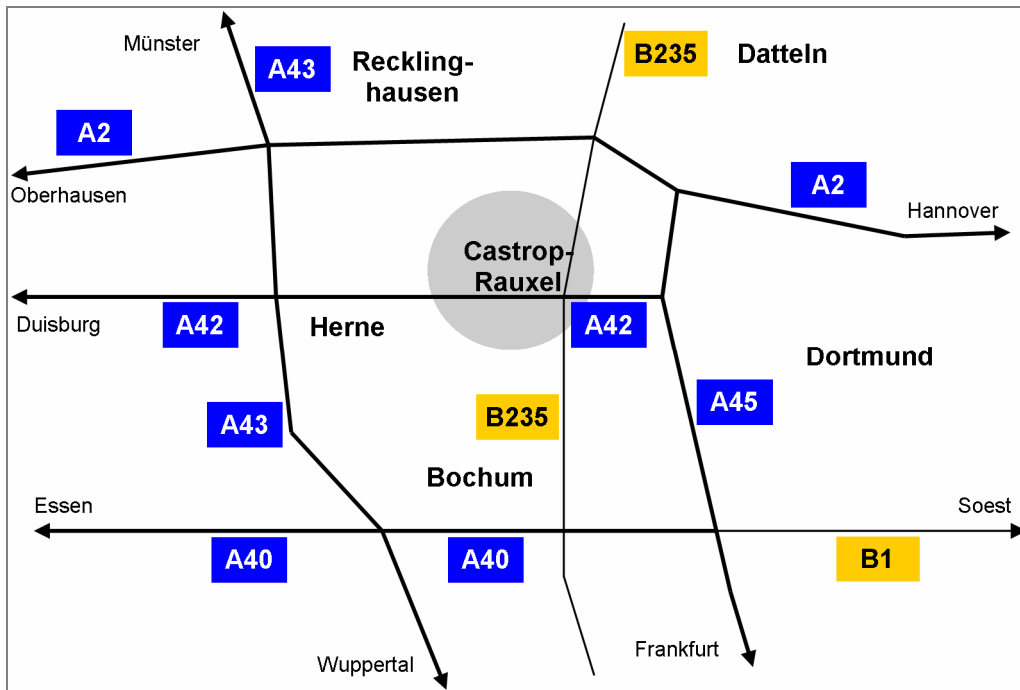 Münster
A43
Reckling-
hausen
B235
Datteln
A2
Oberhausen
A2
Hannover
Castrop-
Rauxel
Duisburg
A42
Herne
A42
Dortmund
A43
B235
A45
Bochum
Essen
Soest
A40
A40
B1
Wuppertal
Frankfurt